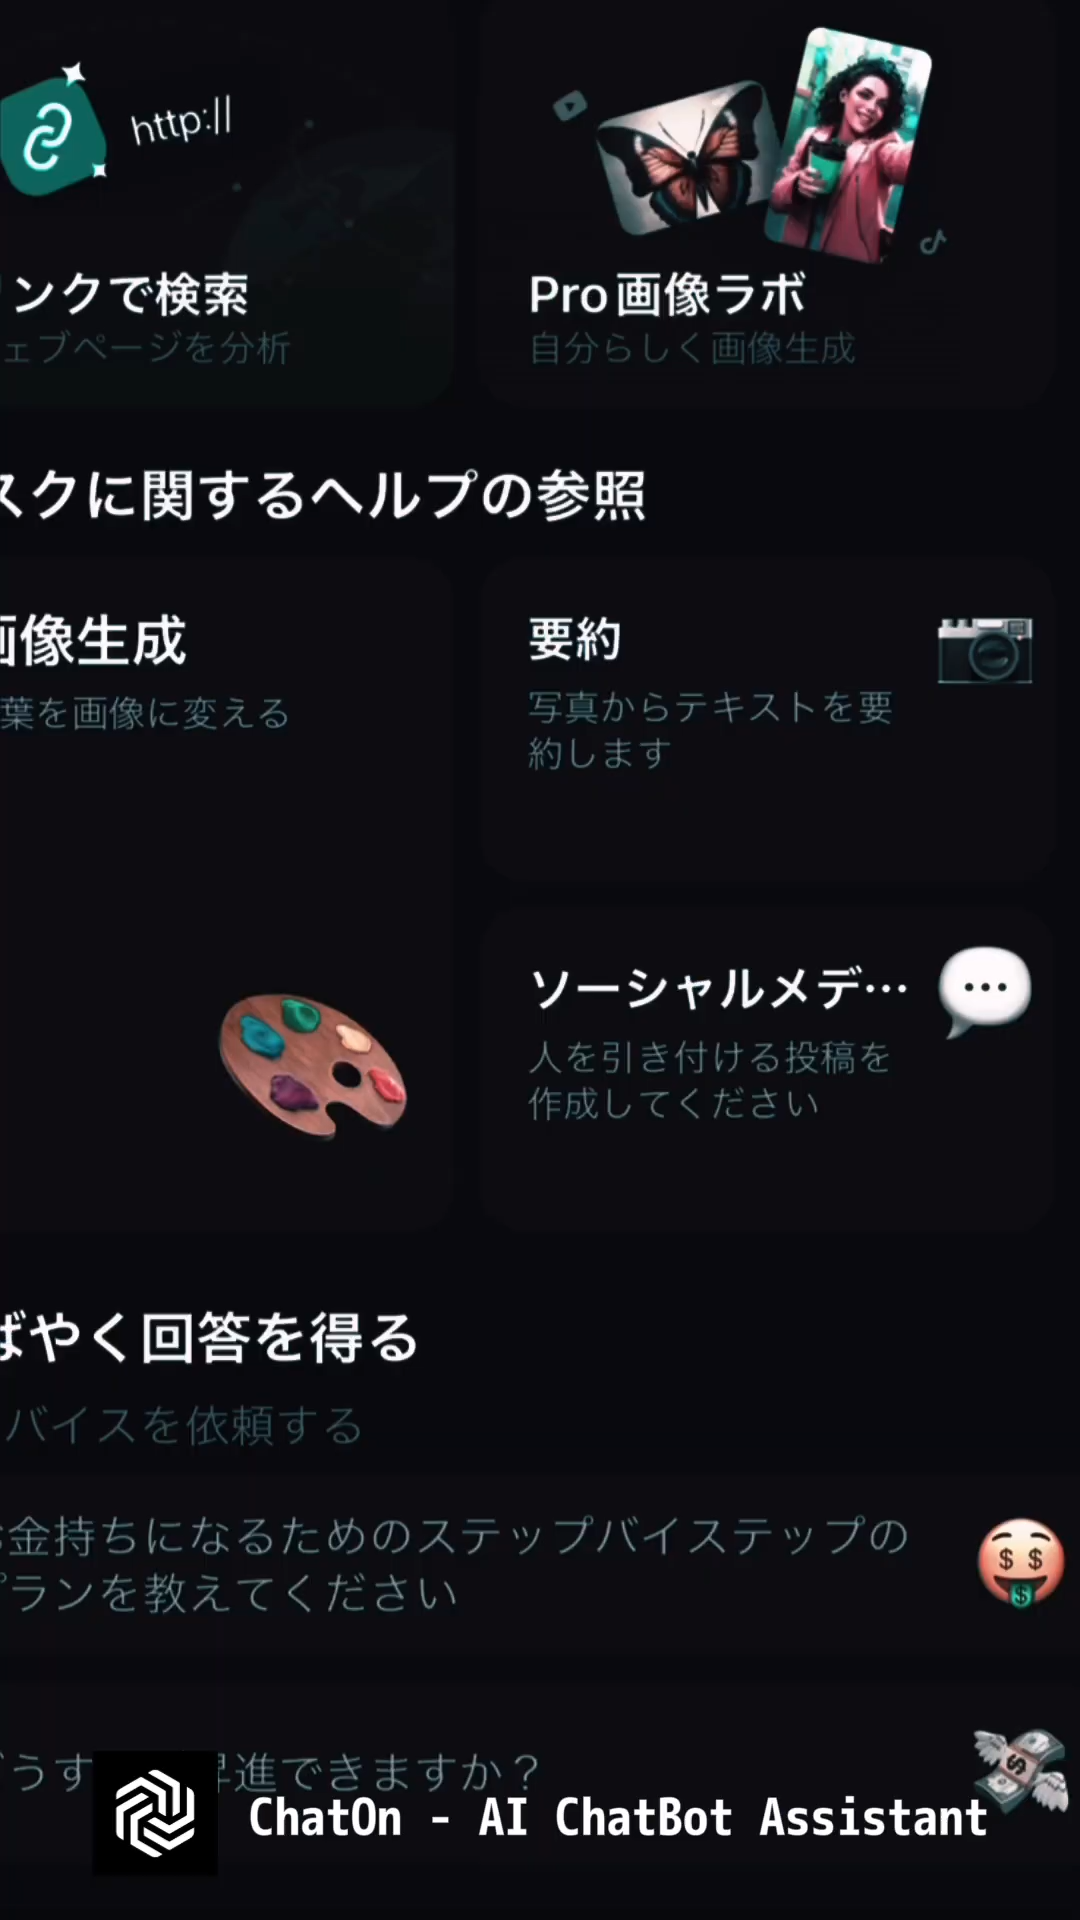 http://
ンクで検索
ェブページを分析
Pro画像ラボ
自分らしく画像生成
スクに関するヘルプの参照
画像生成
葉を画像に変える
要約
写真からテキストを要
約します
ソーシャルメデ…
人を引き付ける投稿を
作成してください
ばやく回答を得る
バイスを依頼する
金持ちになるためのステップバイステップの
プランを教えてください
うす
昇進できますか？
ChatOn - AI ChatBot Assistant